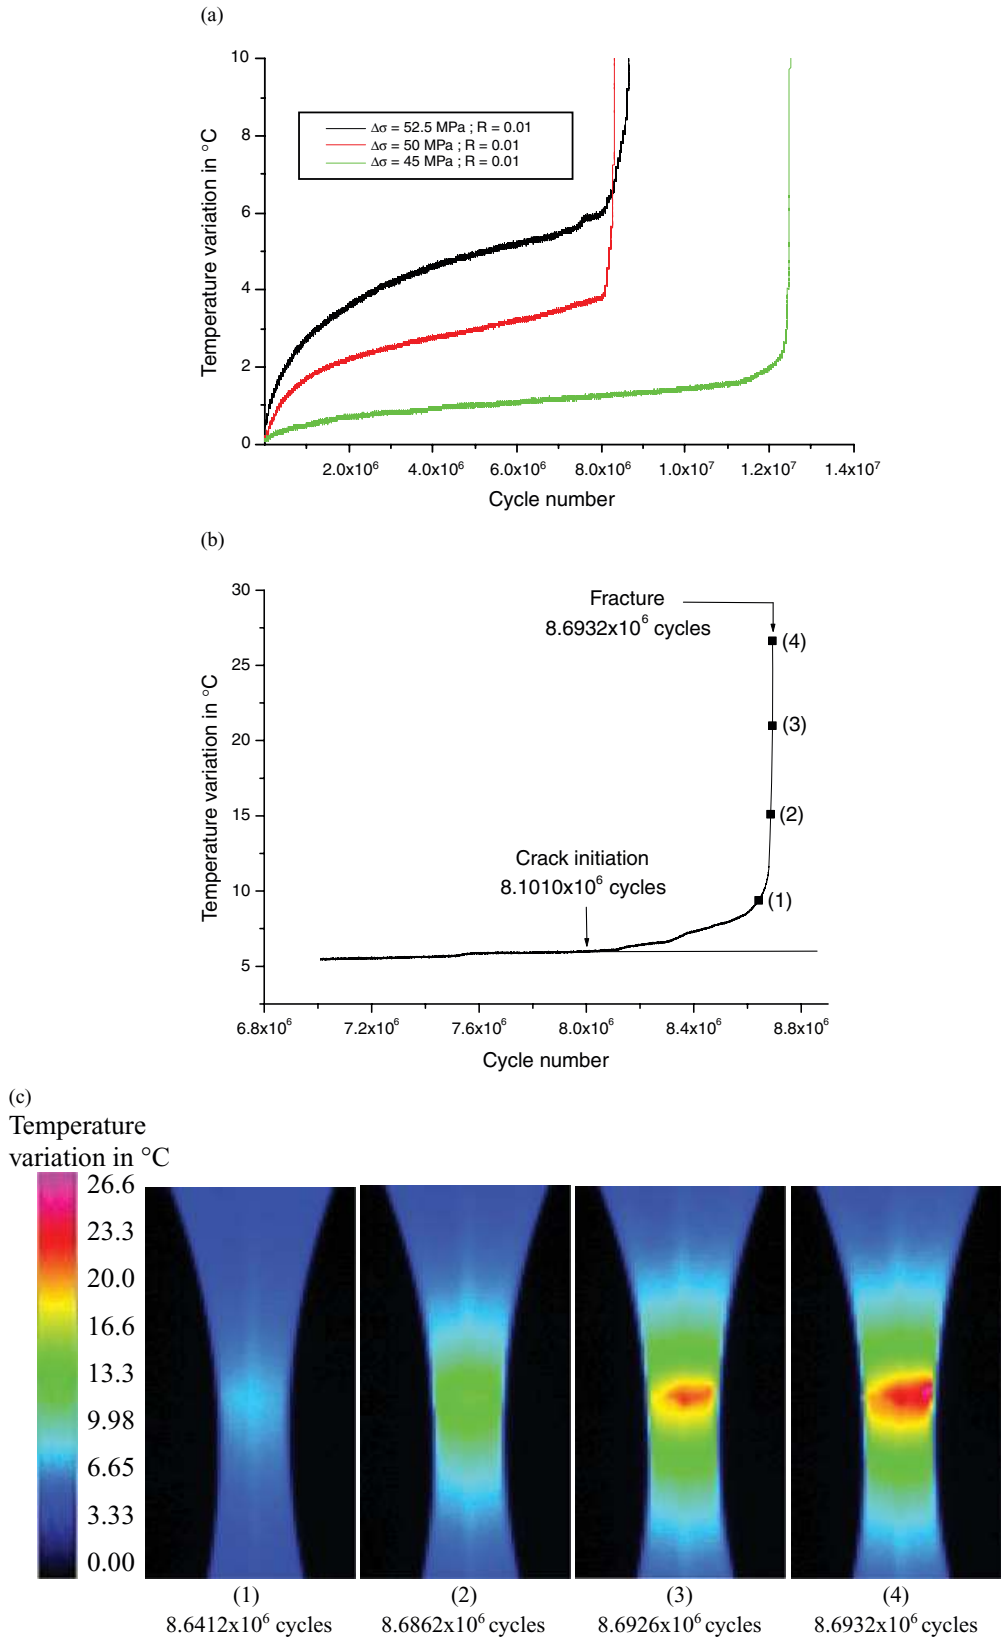 (a)
Temperature variation in °C
10
8
6
4
2
0
Δσ = 52.5 MPa ; R = 0.01
Δσ = 50 MPa ; R = 0.01
Δσ = 45 MPa ; R = 0.01
2.0x10⁶ 4.0x10⁶ 6.0x10⁶ 8.0x10⁶ 1.0x10⁷ 1.2x10⁷ 1.4x10⁷
Cycle number
(b)
Temperature variation in °C
30
25
20
15
10
5
Fracture
8.6932x10⁶ cycles
(4)
(3)
(2)
(1)
Crack initiation
8.1010x10⁶ cycles
6.8x10⁶ 7.2x10⁶ 7.6x10⁶ 8.0x10⁶ 8.4x10⁶ 8.8x10⁶
Cycle number
(c)
Temperature
variation in °C
26.6
23.3
20.0
16.6
13.3
9.98
6.65
3.33
0.00
(1) (2) (3) (4)
8.6412x10⁶ cycles 8.6862x10⁶ cycles 8.6926x10⁶ cycles 8.6932x10⁶ cycles